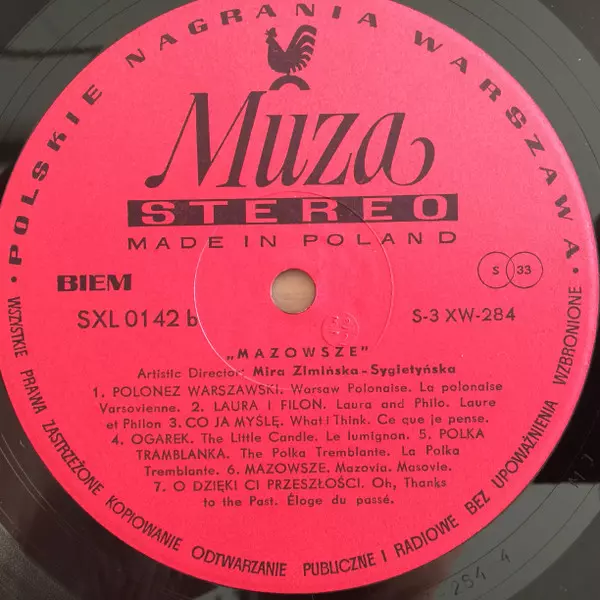 • POLSKIE NAGRANIA WARSZAWA •
Muza
STEREO
MADE IN POLAND
BIEM
S 33
SXL 0142 b
S-3 XW-284
„MAZOWSZE"
Artistic Director: Mira Zimińska-Sygietyńska
1. POLONEZ WARSZAWSKI. Warsaw Polonaise. La polonaise
Varsovienne. 2. LAURA I FILON. Laura and Philo. Laure
et Philon 3. CO JA MYSLĘ. What i Think. Ce que je pense.
4. OGAREK. The Little Candle. Le lumignan. 5. POLKA
TRAMBLANKA. The Polka Tremblante. La Polka
Tremblante. 6. MAZOWSZE. Mazovia. Masovie.
7. O DZIĘKI CI PRZESZŁOŚCI. Oh, Thanks
to the Past. Éloge du passé.
WSZYSTKIE PRAWA ZASTRZEŻONE KOPIOWANIE ODTWARZANIE PUBLICZNE I RADIOWE BEZ UPOWAŻNIENIA WZBRONIONE